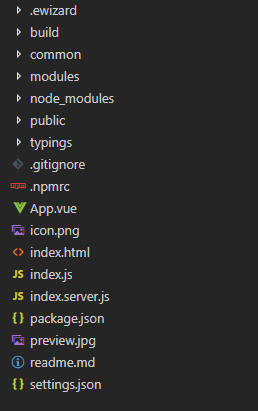 .ewizard
build
common
modules
node_modules
public
typings
.gitignore
.npmrc
App.vue
icon.png
index.html
JS index.js
JS index.server.js
package.json
preview.jpg
readme.md
settings.json